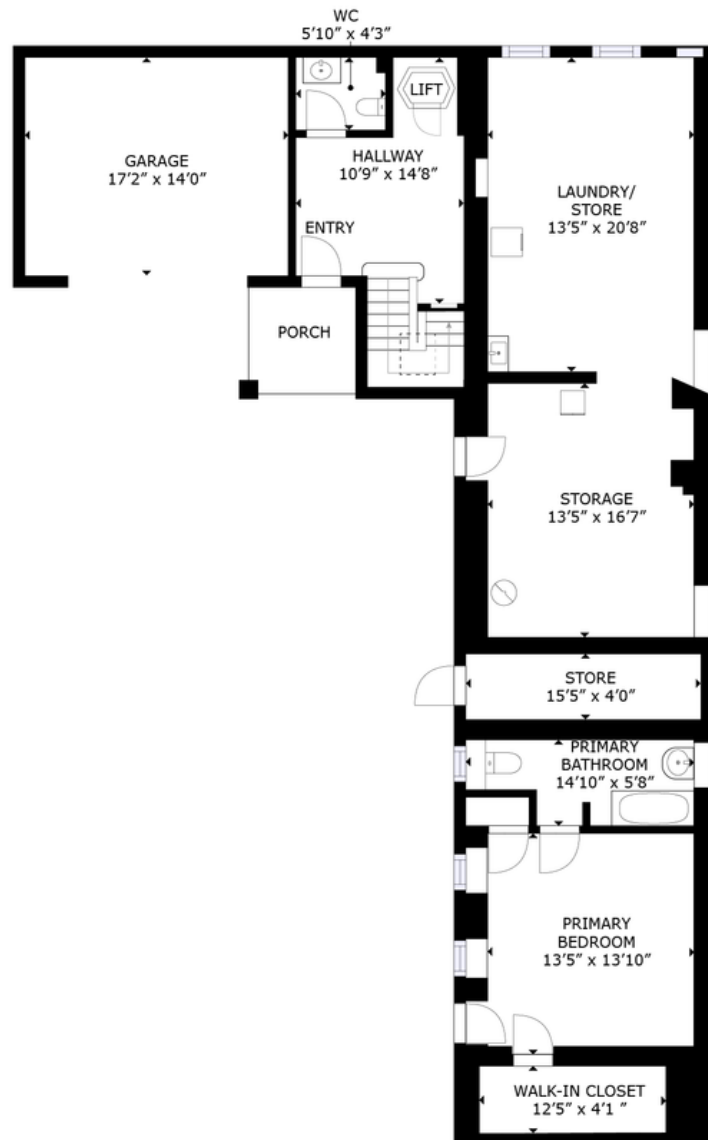 WC
5'10" x 4'3"
LIFT
GARAGE
17'2" x 14'0"
HALLWAY
10'9" x 14'8"
ENTRY
LAUNDRY/
STORE
13'5" x 20'8"
PORCH
STORAGE
13'5" x 16'7"
STORE
15'5" x 4'0"
PRIMARY
BATHROOM
14'10" x 5'8"
PRIMARY
BEDROOM
13'5" x 13'10"
WALK-IN CLOSET
12'5" x 4'1 "